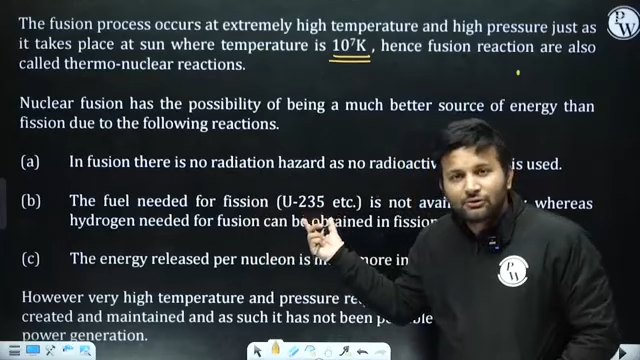 The fusion process occurs at extremely high temperature and high pressure just as
it takes place at sun where temperature is 10⁷K , hence fusion reaction are also
called thermo-nuclear reactions.
Nuclear fusion has the possibility of being a much better source of energy than
fission due to the following reactions.
(a) In fusion there is no radiation hazard as no is used.
(b) The fuel needed for fission (U-235 etc.) is not whereas
hydrogen needed for fusion can be obtained in
(c) The energy released per nucleon is more in
However very high temperature and pressure
created and maintained and as such it has not been
power generation.
PW
PW